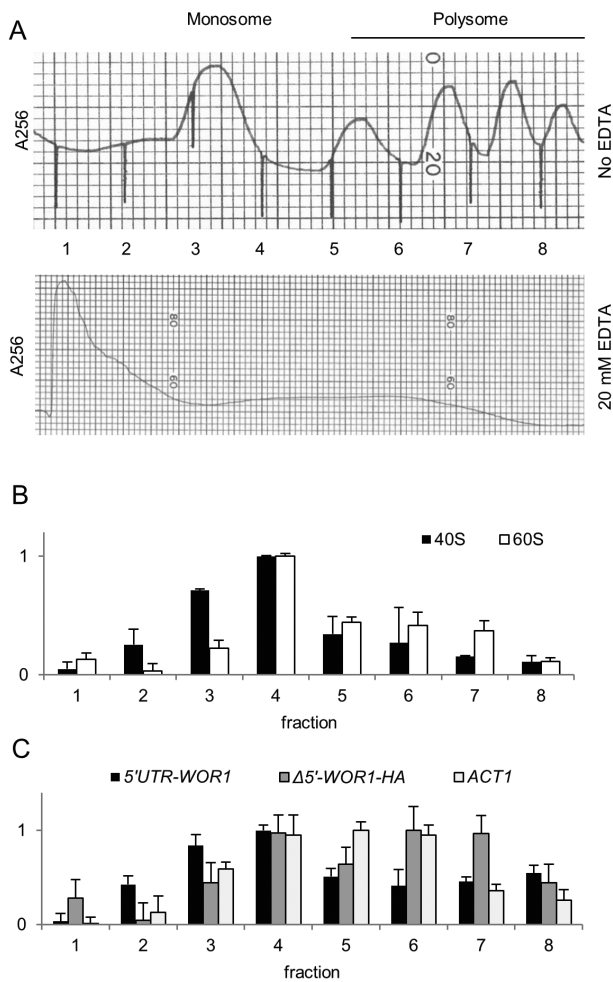 Monosome Polysome
A
A256
0
20
No EDTA
1 2 3 4 5 6 7 8
A256
80
60
80
60
20 mM EDTA
B
40S 60S
1
0
1 2 3 4 5 6 7 8
fraction
C
5'UTR-WOR1 Δ5'-WOR1-HA ACT1
1
0
1 2 3 4 5 6 7 8
fraction